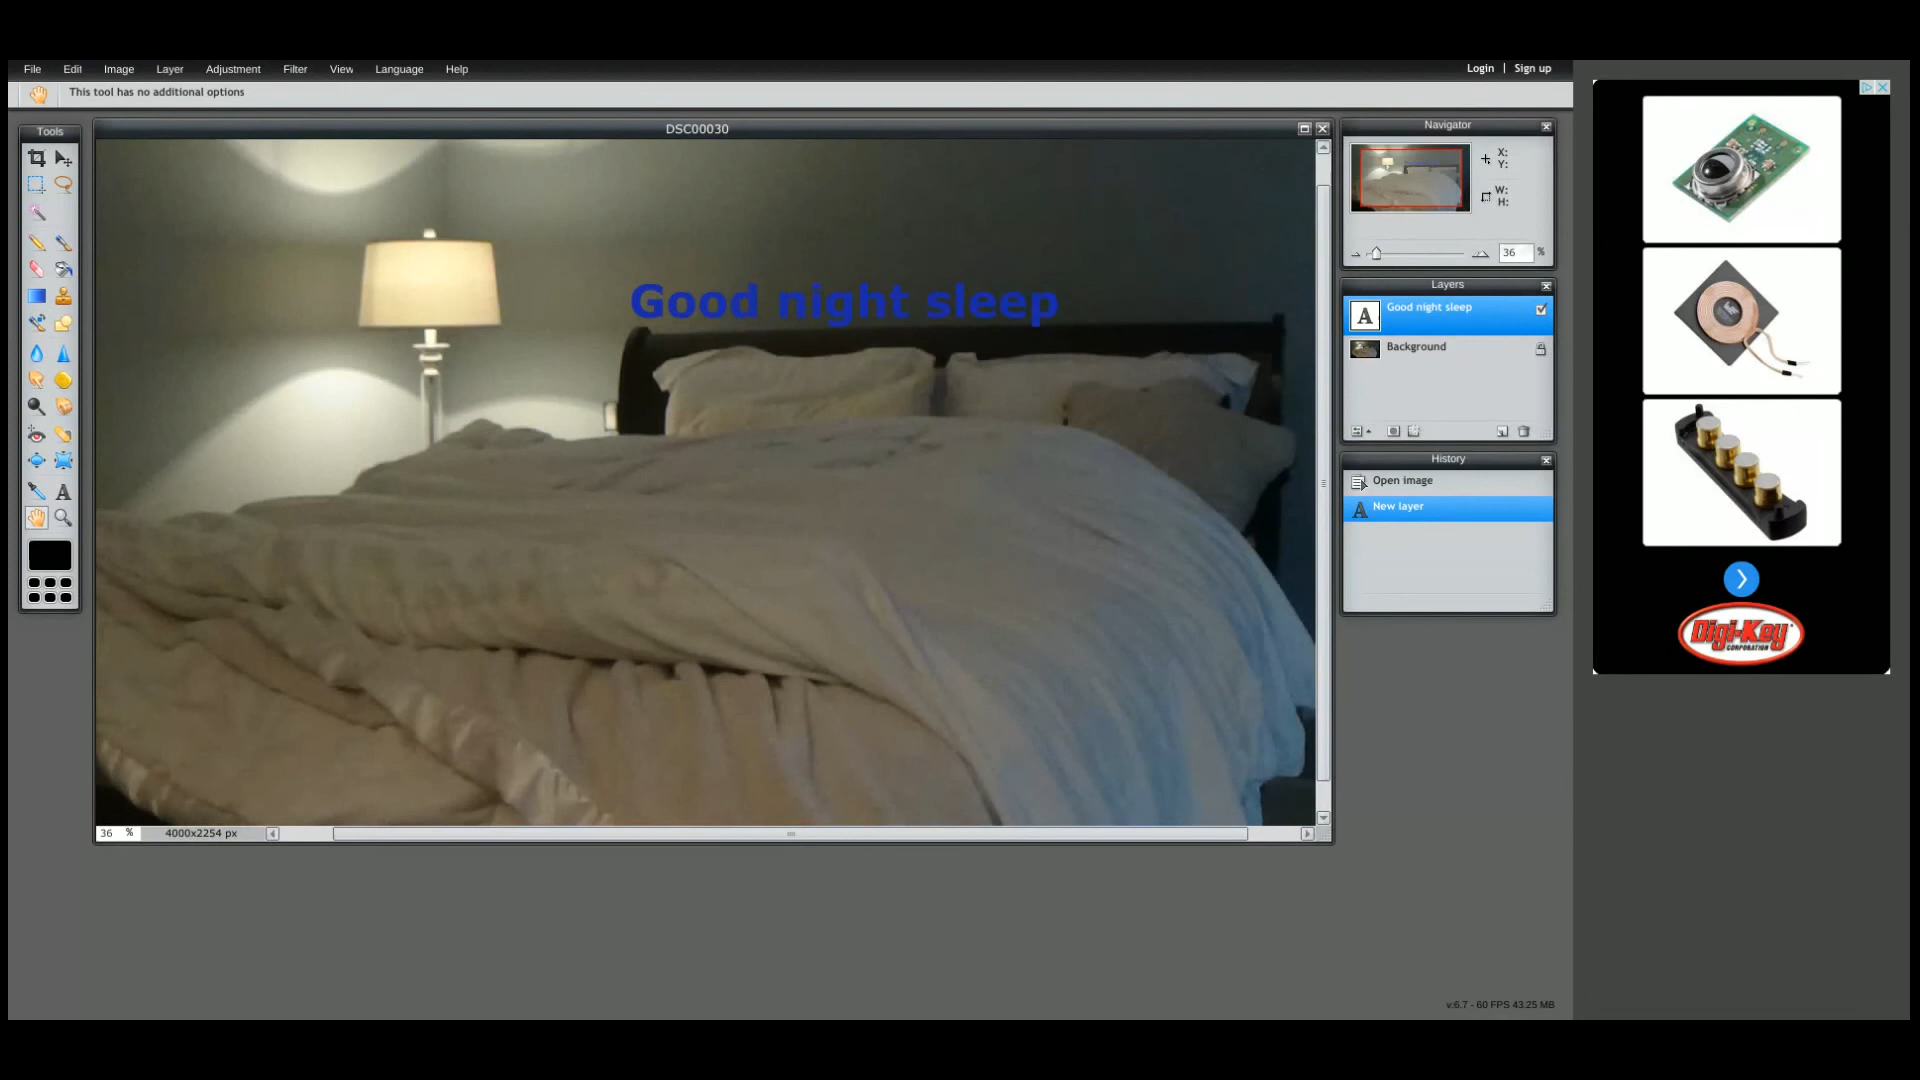 File Edit Image Layer Adjustment Filter View Language Help
Login | Sign up
This tool has no additional options
Tools
DSC00030
Good night sleep
36 % 4000x2254 px
Navigator
X:
Y:
W:
H:
36 %
Layers
A Good night sleep
Background
History
Open image
A New layer
v:6.7 - 60 FPS 43.25 MB
Digi-Key
CORPORATION